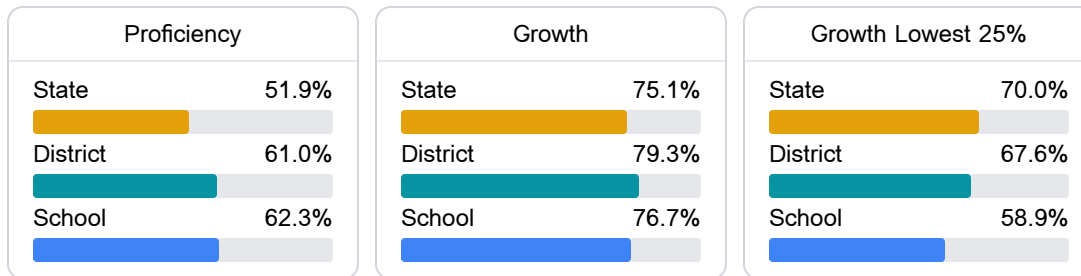 Proficiency
State 51.9%
District 61.0%
School 62.3%
Growth
State 75.1%
District 79.3%
School 76.7%
Growth Lowest 25%
State 70.0%
District 67.6%
School 58.9%